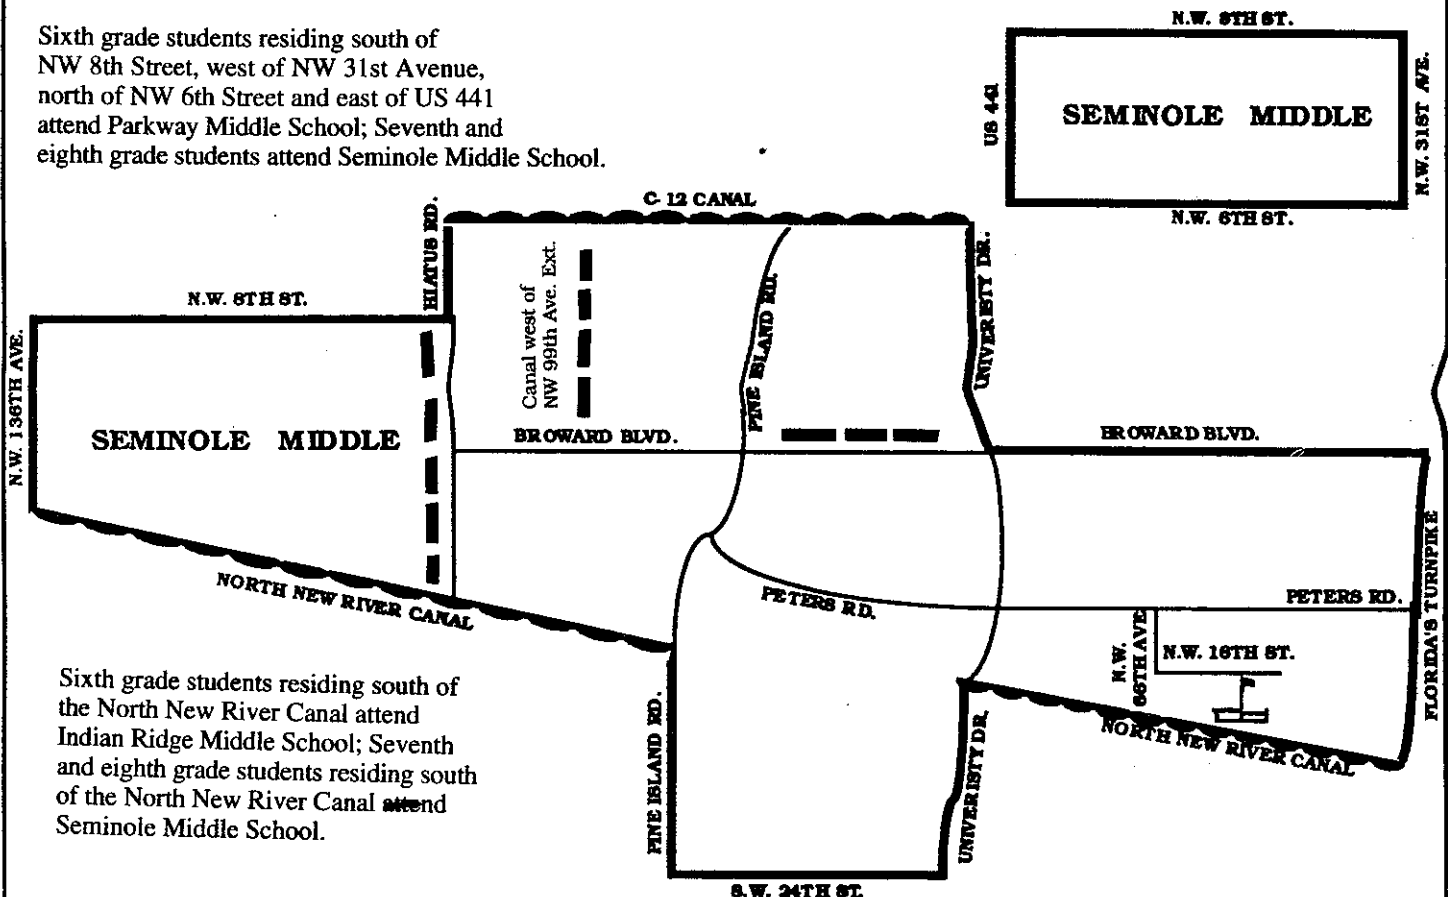 Sixth grade students residing south of
NW 8th Street, west of NW 31st Avenue,
north of NW 6th Street and east of US 441
attend Parkway Middle School; Seventh and
eighth grade students attend Seminole Middle School.
N.W. 8TH ST.
US 441
SEMINOLE MIDDLE
N.W. 31ST AVE.
N.W. 6TH ST.
C-12 CANAL
HIATUS RD.
Canal west of
NW 99th Ave. Ext.
PINE ISLAND RD.
UNIVERISTY DR.
N.W. 8TH ST.
N.W. 136TH AVE.
SEMINOLE MIDDLE
BROWARD BLVD.
BROWARD BLVD.
NORTH NEW RIVER CANAL
PETERS RD.
PETERS RD.
FLORIDA'S TURNPIKE
N.W.
66TH AVE
N.W. 16TH ST.
NORTH NEW RIVER CANAL
Sixth grade students residing south of
the North New River Canal attend
Indian Ridge Middle School; Seventh
and eighth grade students residing south
of the North New River Canal attend
Seminole Middle School.
PINE ISLAND RD.
UNIVERISTY DR.
S.W. 24TH ST.